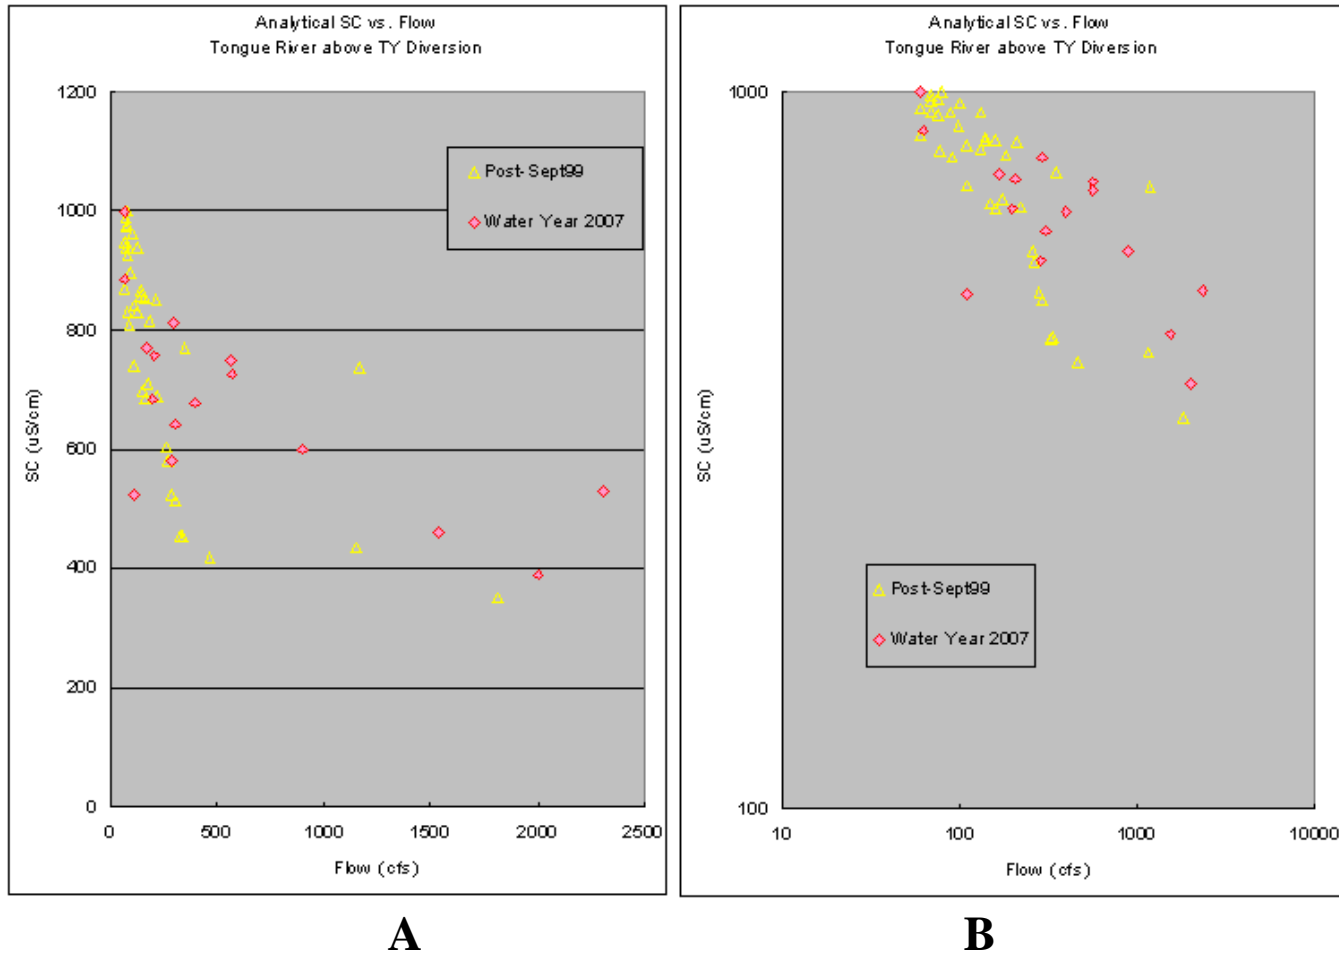 Analytical SC vs. Flow
Tongue River above TY Diversion
1200
1000
800
600
400
200
0
SC (uS/cm)
Post-Sept99
Water Year 2007
0 500 1000 1500 2000 2500
Flow (cfs)
A
Analytical SC vs. Flow
Tongue River above TY Diversion
1000
100
SC (uS/cm)
Post-Sept99
Water Year 2007
10 100 1000 10000
Flow (cfs)
B